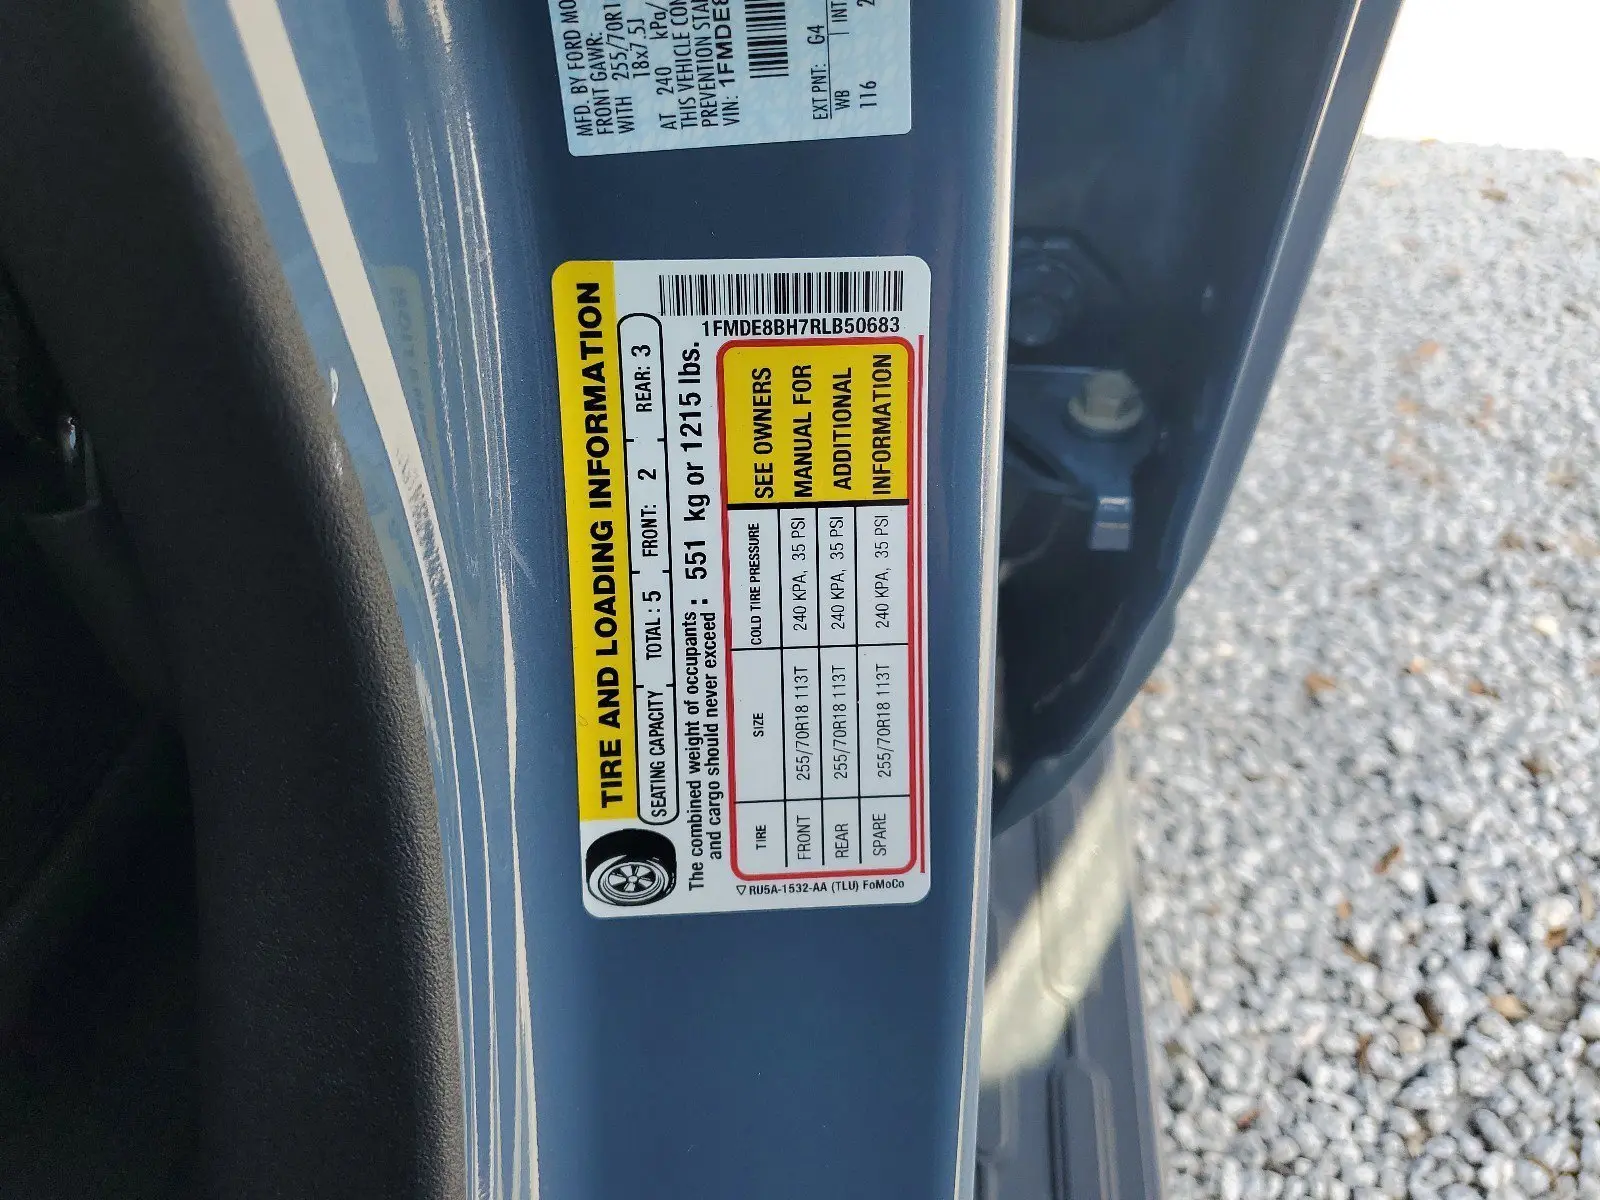 MFD. BY FORD MO
FRONT GAWR:
WITH 255/70R1
18x7.5J
AT 240 kPa/
THIS VEHICLE CON
PREVENTION STA
VIN: 1FMDE8
EXT PNT: G4
INT
WB
116
2
TIRE AND LOADING INFORMATION
1FMDE8BH7RLB50683
SEATING CAPACITY TOTAL : 5 FRONT: 2 REAR: 3
The combined weight of occupants
and cargo should never exceed : 551 kg or 1215 lbs.
TIRE SIZE COLD TIRE PRESSURE
FRONT 255/70R18 113T 240 KPA, 35 PSI
REAR 255/70R18 113T 240 KPA, 35 PSI
SPARE 255/70R18 113T 240 KPA, 35 PSI
SEE OWNERS
MANUAL FOR
ADDITIONAL
INFORMATION
RU5A-1532-AA (TLU) FoMoCo